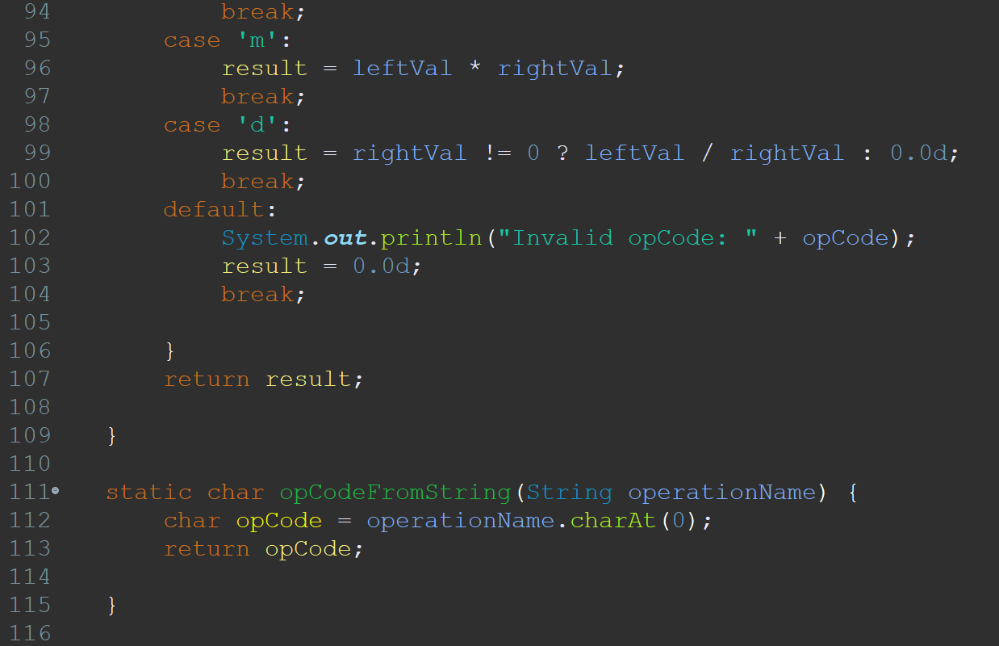 94 break;
95 case 'm':
96 result = leftVal * rightVal;
97 break;
98 case 'd':
99 result = rightVal != 0 ? leftVal / rightVal : 0.0d;
100 break;
101 default:
102 System.out.println("Invalid opCode: " + opCode);
103 result = 0.0d;
104 break;
105
106 }
107 return result;
108
109 }
110
111 static char opCodeFromString(String operationName) {
112 char opCode = operationName.charAt(0);
113 return opCode;
114
115 }
116